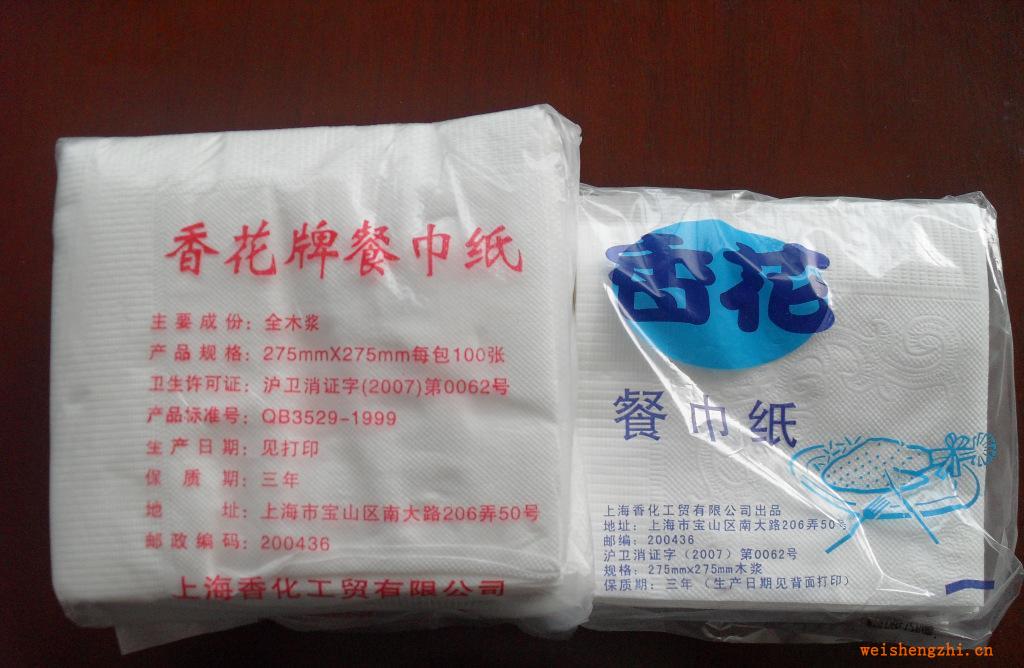 香花牌餐巾纸
主要成份：全木浆
产品规格：275mmX275mm每包100张
卫生许可证：沪卫消证字(2007)第0062号
产品标准号：QB3529-1999
生产日期：见打印
保质期：三年
地址：上海市宝山区南大路206弄50号
邮政编码：200436
上海香化工贸有限公司
香花
餐巾纸
上海香化工贸有限公司出品
地址：上海市宝山区南大路206弄50号
邮编：200436
沪卫消证字（2007）第0062号
规格：275mmx275mm木浆
保质期：三年（生产日期见背面打印）
weishengzhi.cn